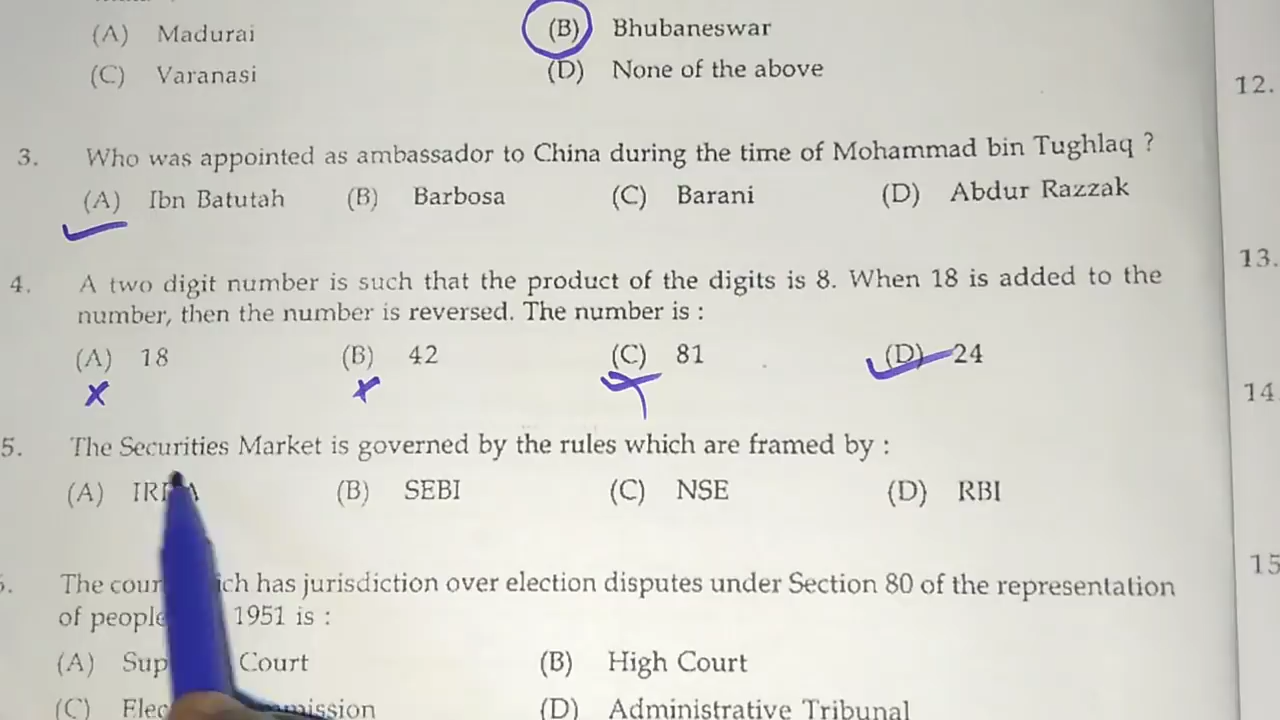 (A) Madurai (B) Bhubaneswar
(C) Varanasi (D) None of the above
12.
3. Who was appointed as ambassador to China during the time of Mohammad bin Tughlaq ?
(A) Ibn Batutah (B) Barbosa (C) Barani (D) Abdur Razzak
13.
4. A two digit number is such that the product of the digits is 8. When 18 is added to the
number, then the number is reversed. The number is :
(A) 18 (B) 42 (C) 81 (D) 24
14
5. The Securities Market is governed by the rules which are framed by :
(A) (B) SEBI (C) NSE (D) RBI
15
The has jurisdiction over election disputes under Section 80 of the representation
of people 1951 is :
(A) Court (B) High Court
(C) (D) Administrative Tribunal